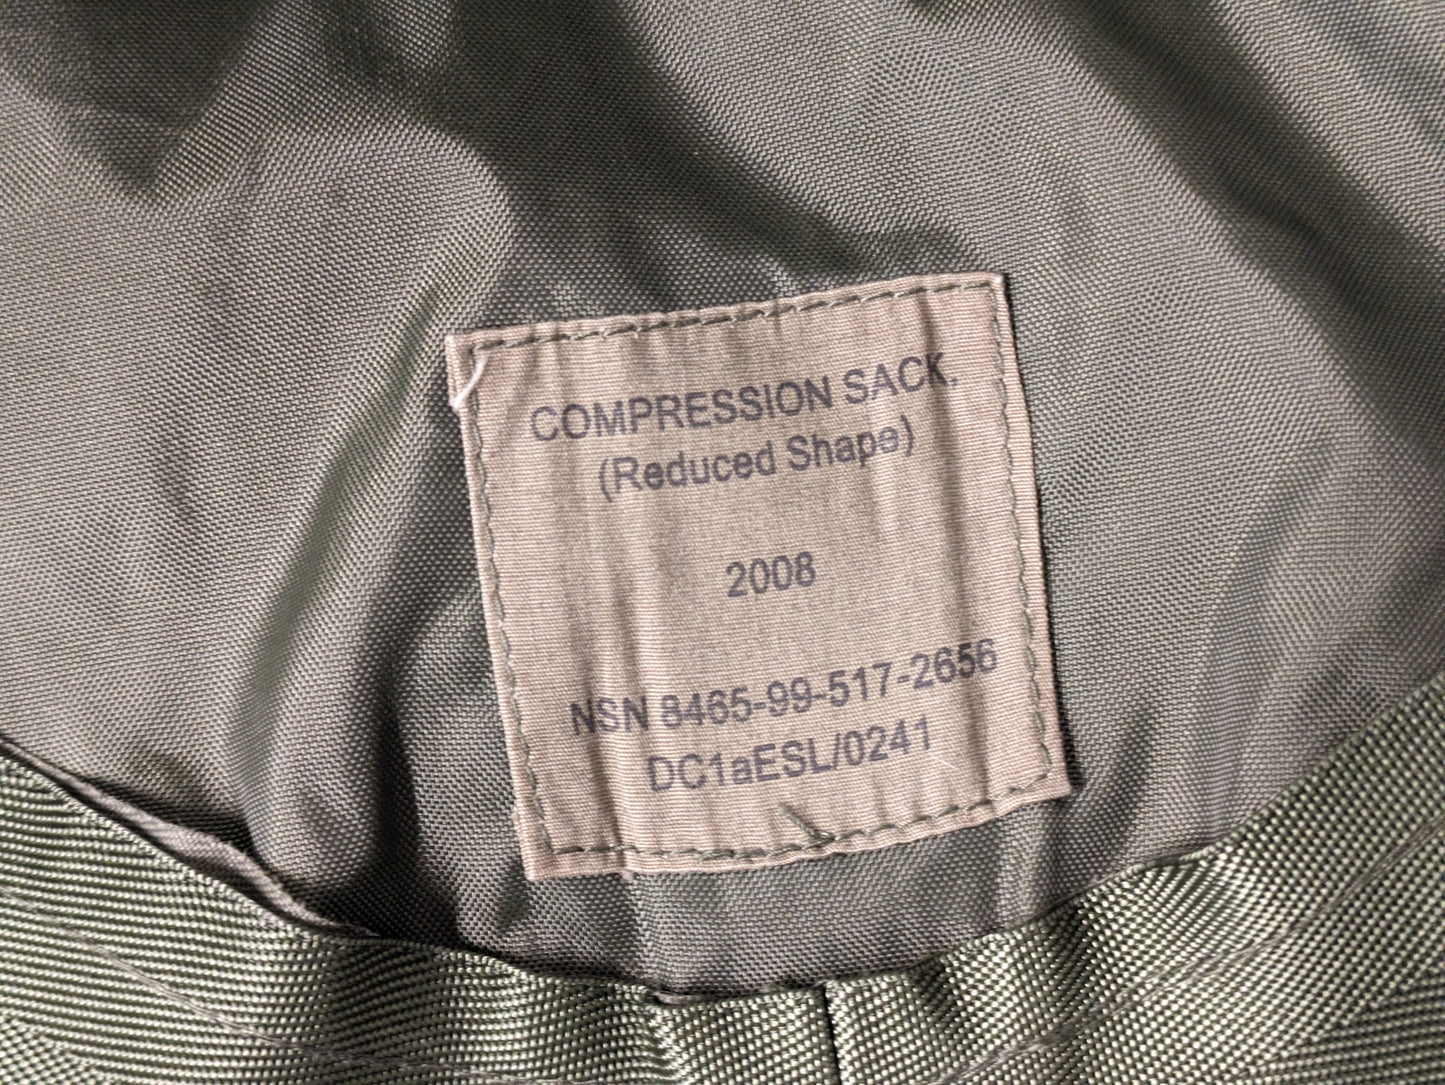 COMPRESSION SACK,
(Reduced Shape)
2008
NSN 8465-99-517-2656
DC1aESL/0241